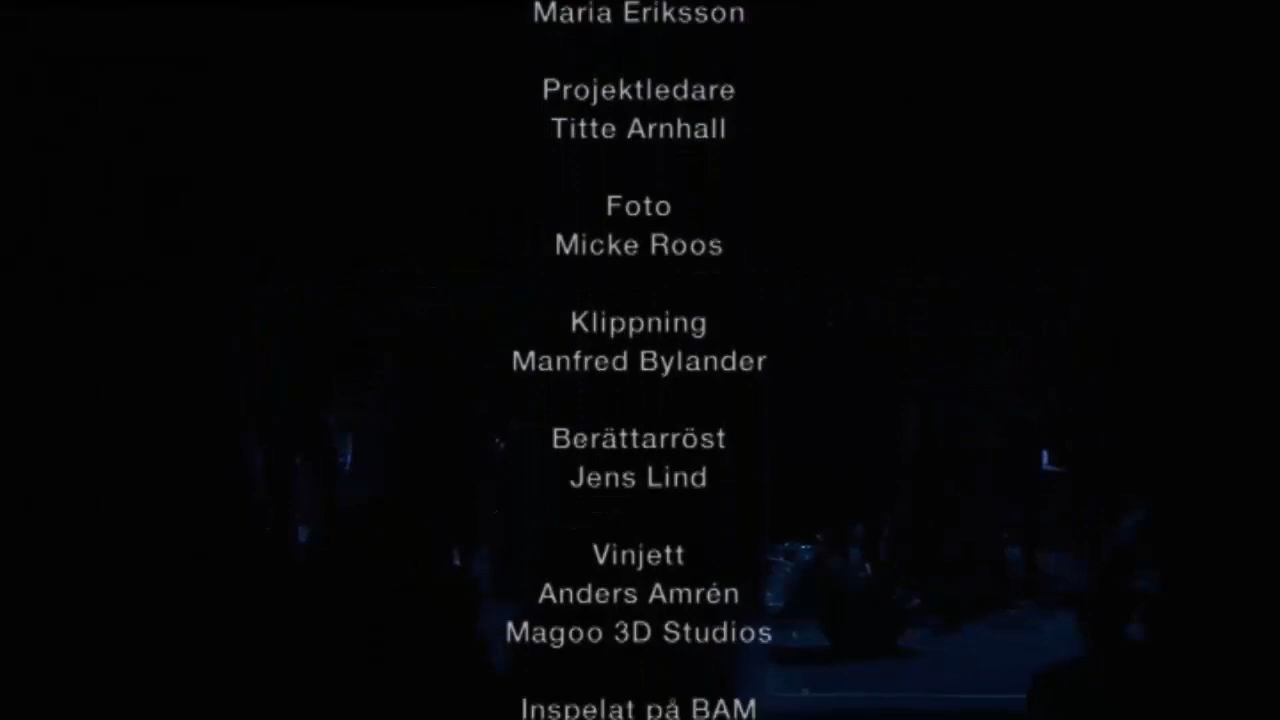 Maria Eriksson
Projektledare
Titte Arnhall
Foto
Micke Roos
Klippning
Manfred Bylander
Berättarröst
Jens Lind
Vinjett
Anders Amrén
Magoo 3D Studios
Inspelat på BAM